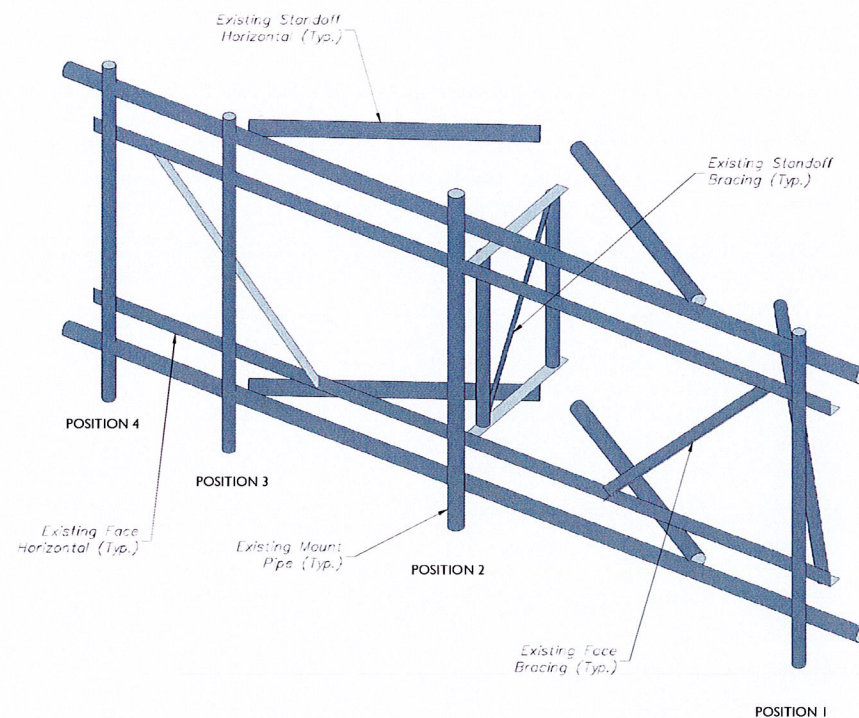 Existing Standoff
Horizontal (Typ.)
Existing Standoff
Bracing (Typ.)
POSITION 4
POSITION 3
Existing Face
Horizontal (Typ.)
Existing Mount
Pipe (Typ.)
POSITION 2
Existing Face
Bracing (Typ.)
POSITION 1